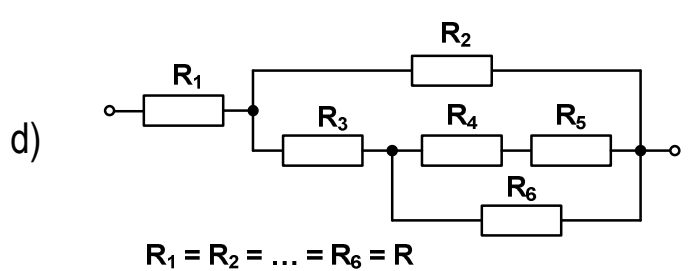 R₂
R₁
d)
R₃ R₄ R₅
R₆
R₁ = R₂ = ... = R₆ = R